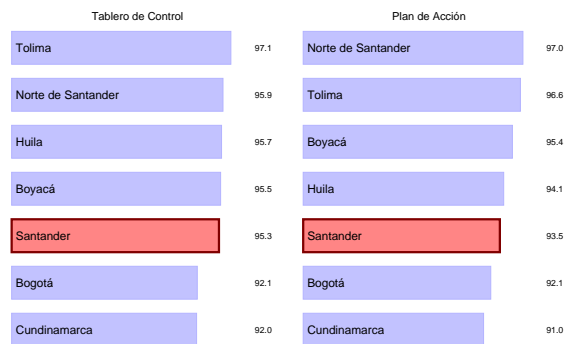 Tablero de Control
Tolima 97.1
Norte de Santander 95.9
Huila 95.7
Boyacá 95.5
Santander 95.3
Bogotá 92.1
Cundinamarca 92.0
Plan de Acción
Norte de Santander 97.0
Tolima 96.6
Boyacá 95.4
Huila 94.1
Santander 93.5
Bogotá 92.1
Cundinamarca 91.0